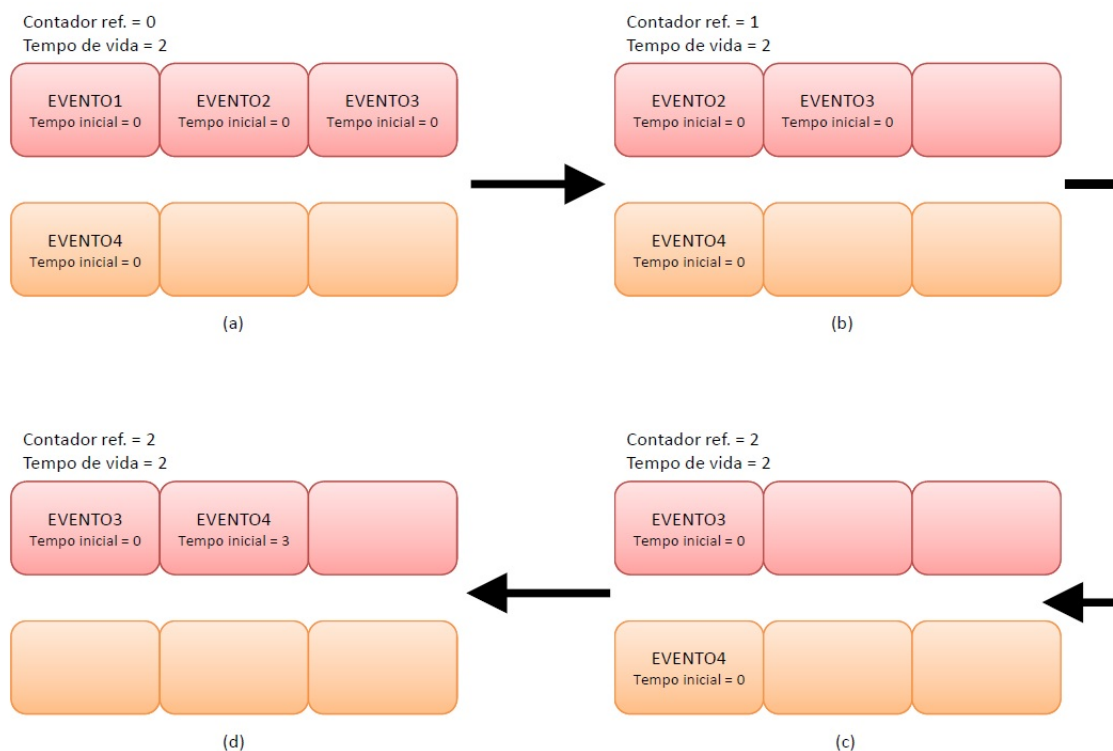 Contador ref. = 0
Tempo de vida = 2
EVENTO1
Tempo inicial = 0
EVENTO2
Tempo inicial = 0
EVENTO3
Tempo inicial = 0
EVENTO4
Tempo inicial = 0
(a)
Contador ref. = 1
Tempo de vida = 2
EVENTO2
Tempo inicial = 0
EVENTO3
Tempo inicial = 0
EVENTO4
Tempo inicial = 0
(b)
Contador ref. = 2
Tempo de vida = 2
EVENTO3
Tempo inicial = 0
EVENTO4
Tempo inicial = 3
(d)
Contador ref. = 2
Tempo de vida = 2
EVENTO3
Tempo inicial = 0
EVENTO4
Tempo inicial = 0
(c)